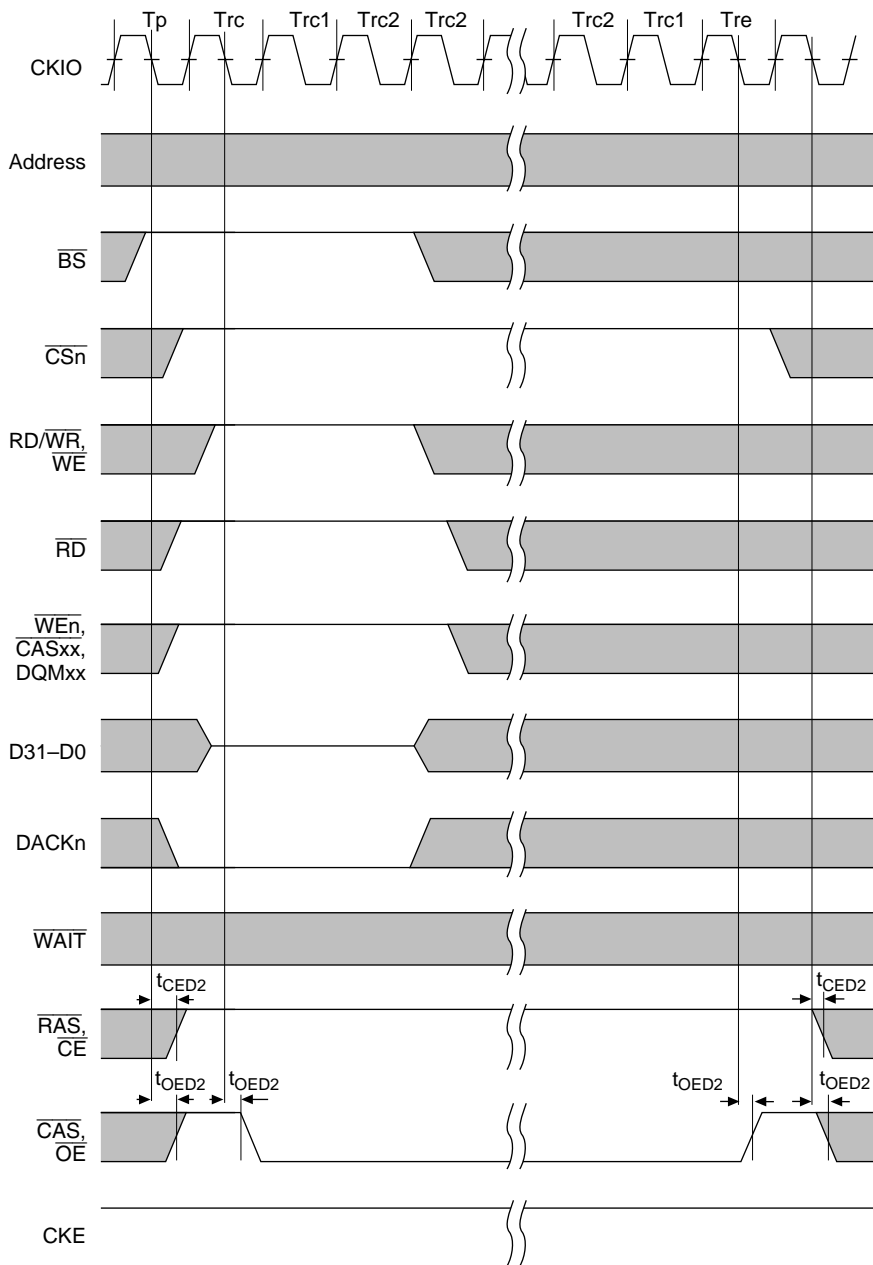 Tp Trc Trc1 Trc2 Trc2 Trc2 Trc1 Tre
CKIO
Address
BS
CSn
RD/WR,
WE
RD
WEn,
CASxx,
DQMxx
D31–D0
DACKn
WAIT
tCED2 tCED2
RAS,
CE
tOED2 tOED2 tOED2 tOED2
CAS,
OE
CKE